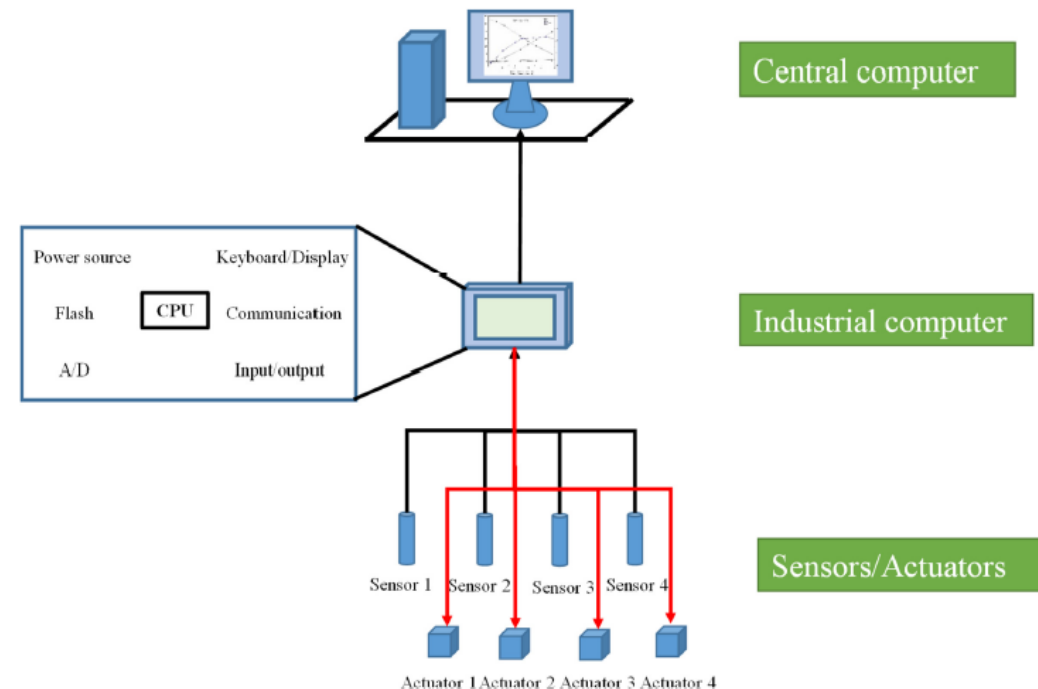 Central computer
Power source
Keyboard/Display
Flash
CPU
Communication
Industrial computer
A/D
Input/output
Sensor 1
Sensor 2
Sensor 3
Sensor 4
Sensors/Actuators
Actuator 1
Actuator 2
Actuator 3
Actuator 4